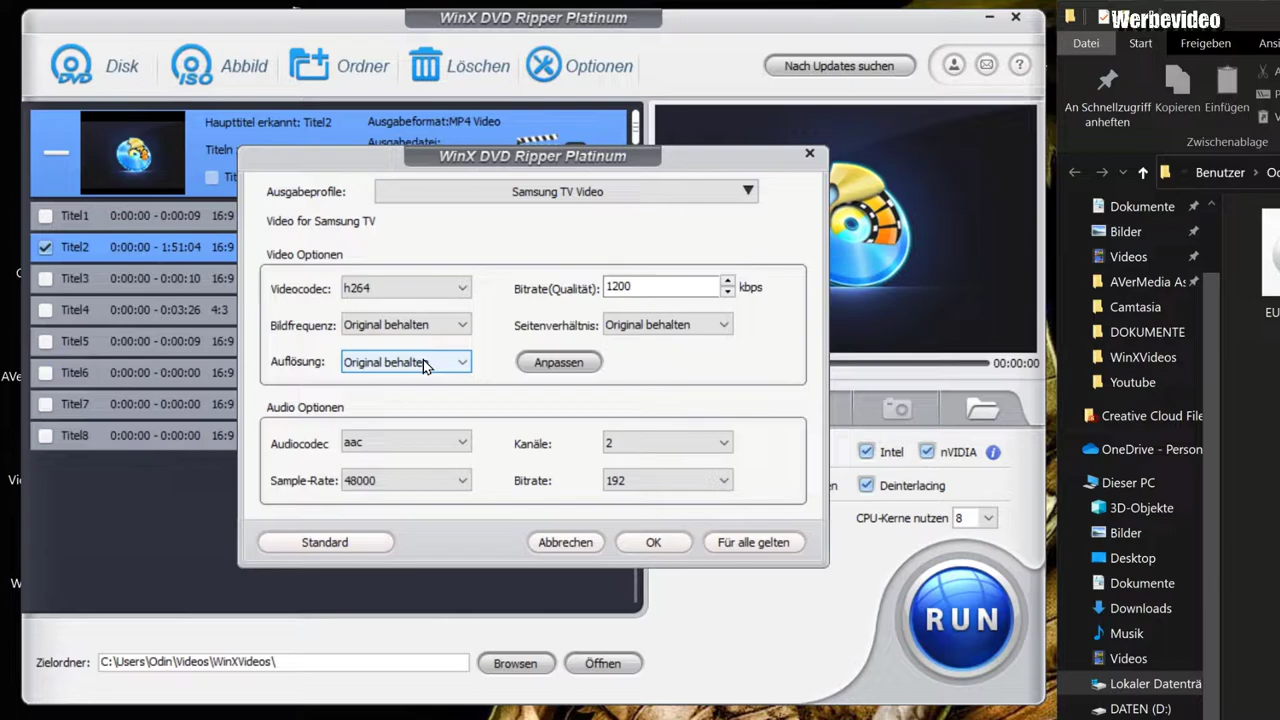 WinX DVD Ripper Platinum
Werbevideo
Disk
Abbild
Ordner
Löschen
Optionen
Nach Updates suchen
Datei
Start
Freigeben
An Schnellzugriff
anheften
Kopieren
Einfügen
Zwischenablage
Haupttitel erkannt: Titel2
Ausgabeformat:MP4 Video
Ausgabedatei:
Titeln
Titel1 0:00:00 - 0:00:09 16:9
Titel2 0:00:00 - 1:51:04 16:9
Titel3 0:00:00 - 0:00:10 16:9
Titel4 0:00:00 - 0:03:26 4:3
Titel5 0:00:00 - 0:00:09 16:9
Titel6 0:00:00 - 0:00:00 16:9
Titel7 0:00:00 - 0:00:00 16:9
Titel8 0:00:00 - 0:00:00 16:9
WinX DVD Ripper Platinum
Ausgabeprofile: Samsung TV Video
Video for Samsung TV
Video Optionen
Videocodec: h264
Bitrate(Qualität): 1200 kbps
Bildfrequenz: Original behalten
Seitenverhältnis: Original behalten
Auflösung: Original behalten
Anpassen
Audio Optionen
Audiocodec aac
Kanäle: 2
Sample-Rate: 48000
Bitrate: 192
Standard
Abbrechen
OK
Für alle gelten
00:00:00
Intel
nVIDIA
Deinterlacing
CPU-Kerne nutzen 8
RUN
Zielordner: C:\Users\Odin\Videos\WinXVideos\
Browsen
Öffnen
Benutzer
Dokumente
Bilder
Videos
AVerMedia As
Camtasia
DOKUMENTE
WinXVideos
Youtube
Creative Cloud File
OneDrive - Person
Dieser PC
3D-Objekte
Bilder
Desktop
Dokumente
Downloads
Musik
Videos
Lokaler Datenträ
DATEN (D:)